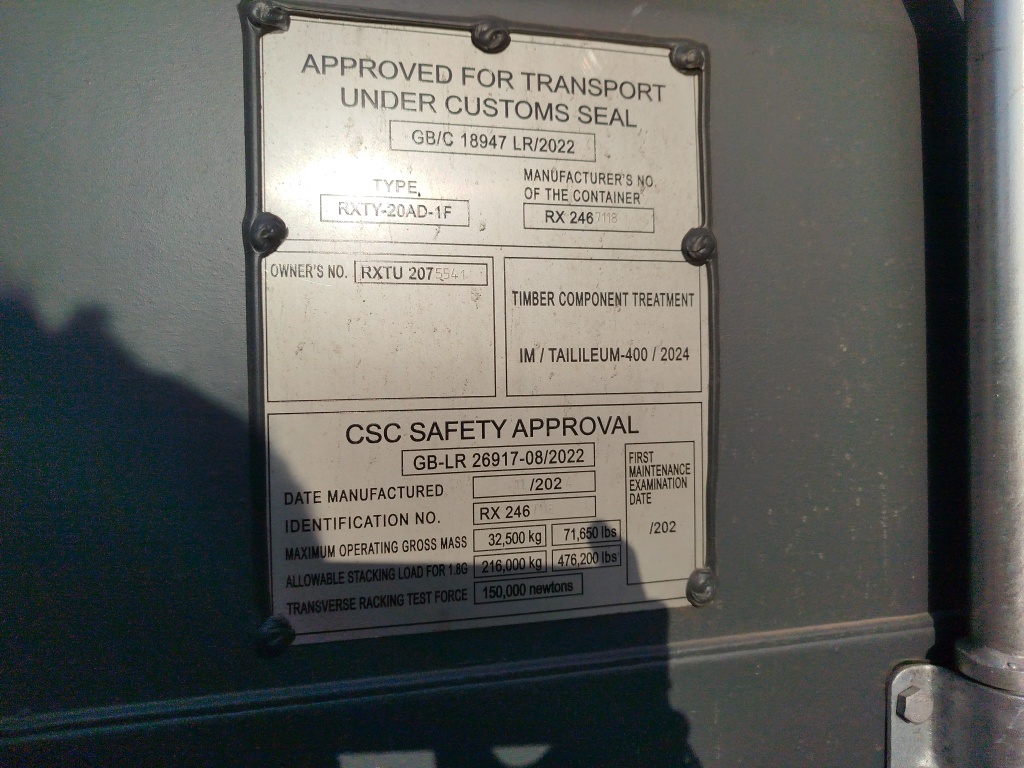 APPROVED FOR TRANSPORT
UNDER CUSTOMS SEAL
GB/C 18947 LR/2022
TYPE
RXTY-20AD-1F
MANUFACTURER'S NO.
OF THE CONTAINER
RX 2467118
OWNER'S NO. RXTU 2075541
TIMBER COMPONENT TREATMENT
IM / TAILILEUM-400 / 2024
CSC SAFETY APPROVAL
GB-LR 26917-08/2022
DATE MANUFACTURED /202
IDENTIFICATION NO. RX 246
MAXIMUM OPERATING GROSS MASS 32,500 kg 71,650 lbs
ALLOWABLE STACKING LOAD FOR 1.8G 216,000 kg 476,200 lbs
TRANSVERSE RACKING TEST FORCE 150,000 newtons
FIRST
MAINTENANCE
EXAMINATION
DATE
/202